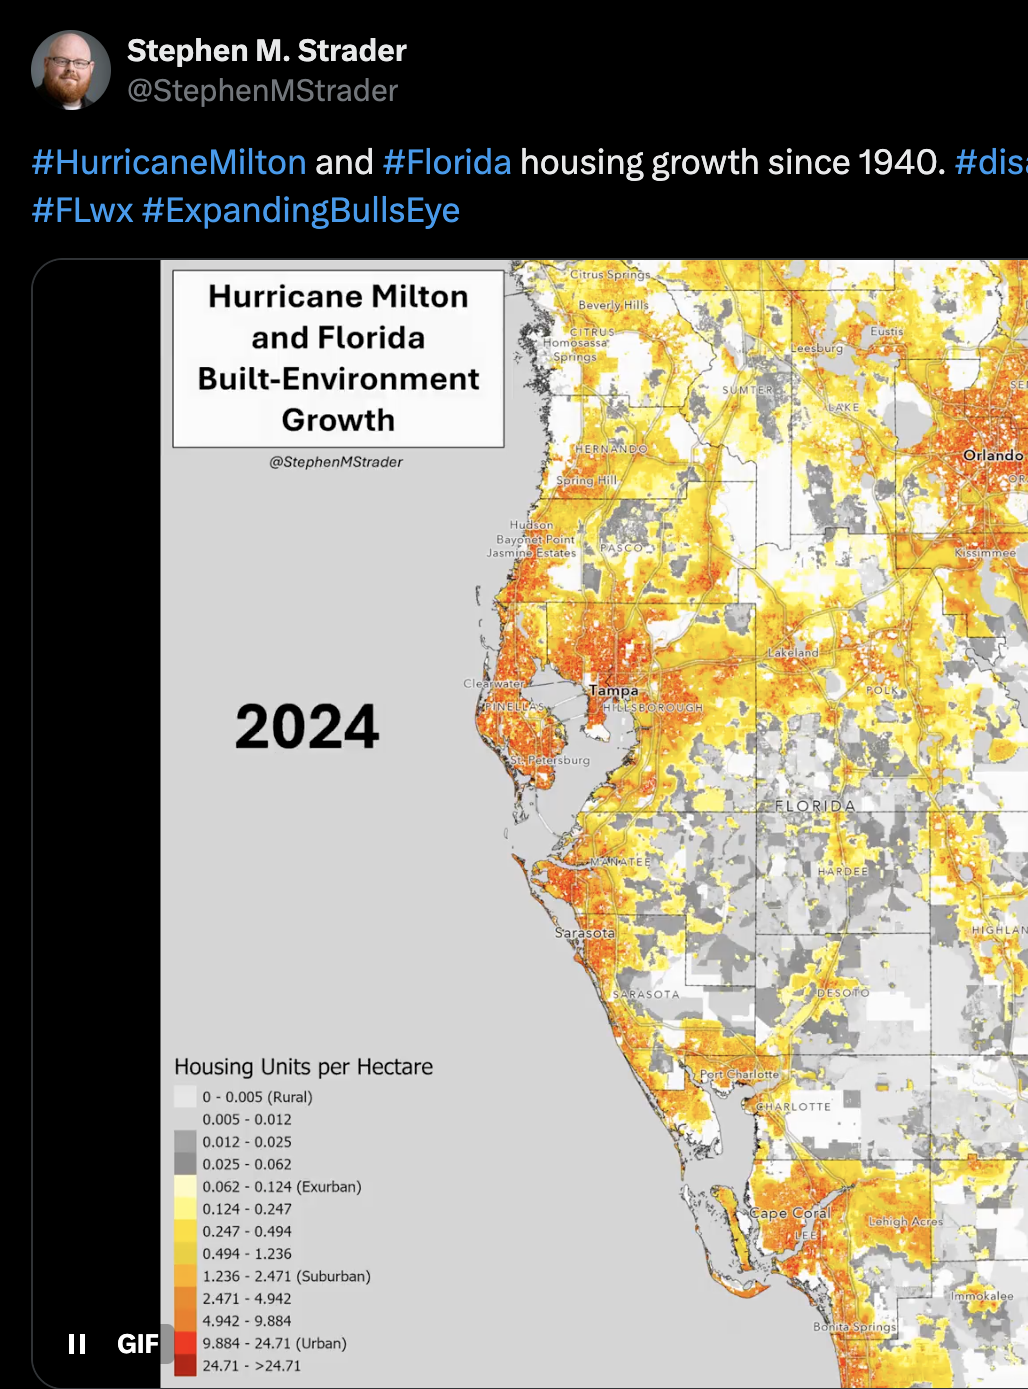 Stephen M. Strader
@StephenMStrader
#HurricaneMilton and #Florida housing growth since 1940. #disa
#FLwx #ExpandingBullsEye
Hurricane Milton
and Florida
Built-Environment
Growth
@StephenMStrader
Citrus Springs
Beverly Hills
CITRUS
Homosassa
Springs
Eustis
Leesburg
SUMTER
LAKE
SE
HERNANDO
Orlando
OR
Spring Hill
Hudson
Bayonet Point
Jasmine Estates
PASCO
Kissimmee
Lakeland
Clearwater
Tampa
POLK
PINELLAS
HILLSBOROUGH
2024
St. Petersburg
FLORIDA
MANATEE
HARDEE
Sarasota
HIGHLAN
SARASOTA
DESOTO
Port Charlotte
CHARLOTTE
Cape Coral
LEE
Lehigh Acres
Immokalee
Bonita Springs
Housing Units per Hectare
0 - 0.005 (Rural)
0.005 - 0.012
0.012 - 0.025
0.025 - 0.062
0.062 - 0.124 (Exurban)
0.124 - 0.247
0.247 - 0.494
0.494 - 1.236
1.236 - 2.471 (Suburban)
2.471 - 4.942
4.942 - 9.884
9.884 - 24.71 (Urban)
24.71 - >24.71
GIF